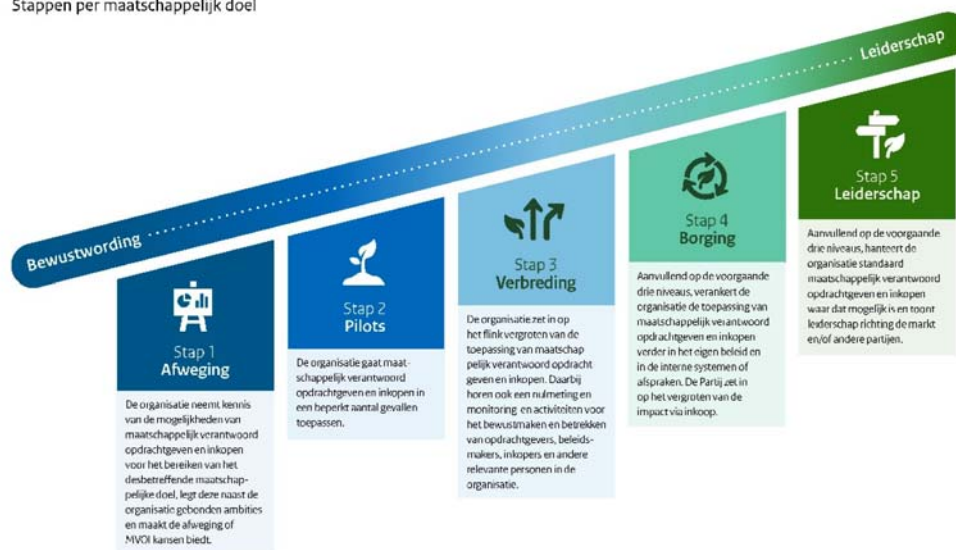 Stappen per maatschappelijk doel
Bewustwording
Leiderschap
Stap 1
Afweging
De organisatie neemt kennis
van de mogelijkheden van
maatschappelijk verantwoord
opdrachtgeven en inkopen
voor het bereiken van het
desbetreffende maatschap-
pelijke doel, legt deze naast de
organisatie gebonden ambities
en maakt de afweging of
MVOI kansen biedt.
Stap 2
Pilots
De organisatie gaat maat-
schappelijk verantwoord
opdrachtgeven en inkopen in
een beperkt aantal gevallen
toepassen.
Stap 3
Verbreding
De organisatie zet in op
het flink vergroten van de
toepassing van maatschap
pelijk verantwoord opdracht
geven en inkopen. Daarbij
horen ook een nulmeting en
monitoring en activiteiten voor
het bewustmaken en betrekken
van opdrachtgevers, beleids-
makers, inkopers en andere
relevante personen in de
organisatie.
Stap 4
Borging
Aanvullend op de voorgaande
drie niveaus, verankert de
organisatie de toepassing van
maatschappelijk verantwoord
opdrachtgeven en inkopen
verder in het eigen beleid en
in de interne systemen of
afspraken. De Partij zet in
op het vergroten van de
impact via inkoop.
Stap 5
Leiderschap
Aanvullend op de voorgaande
drie niveaus, hanteert de
organisatie standaard
maatschappelijk verantwoord
opdrachtgeven en inkopen
waar dat mogelijk is en toont
leiderschap richting de markt
en/of andere partijen.